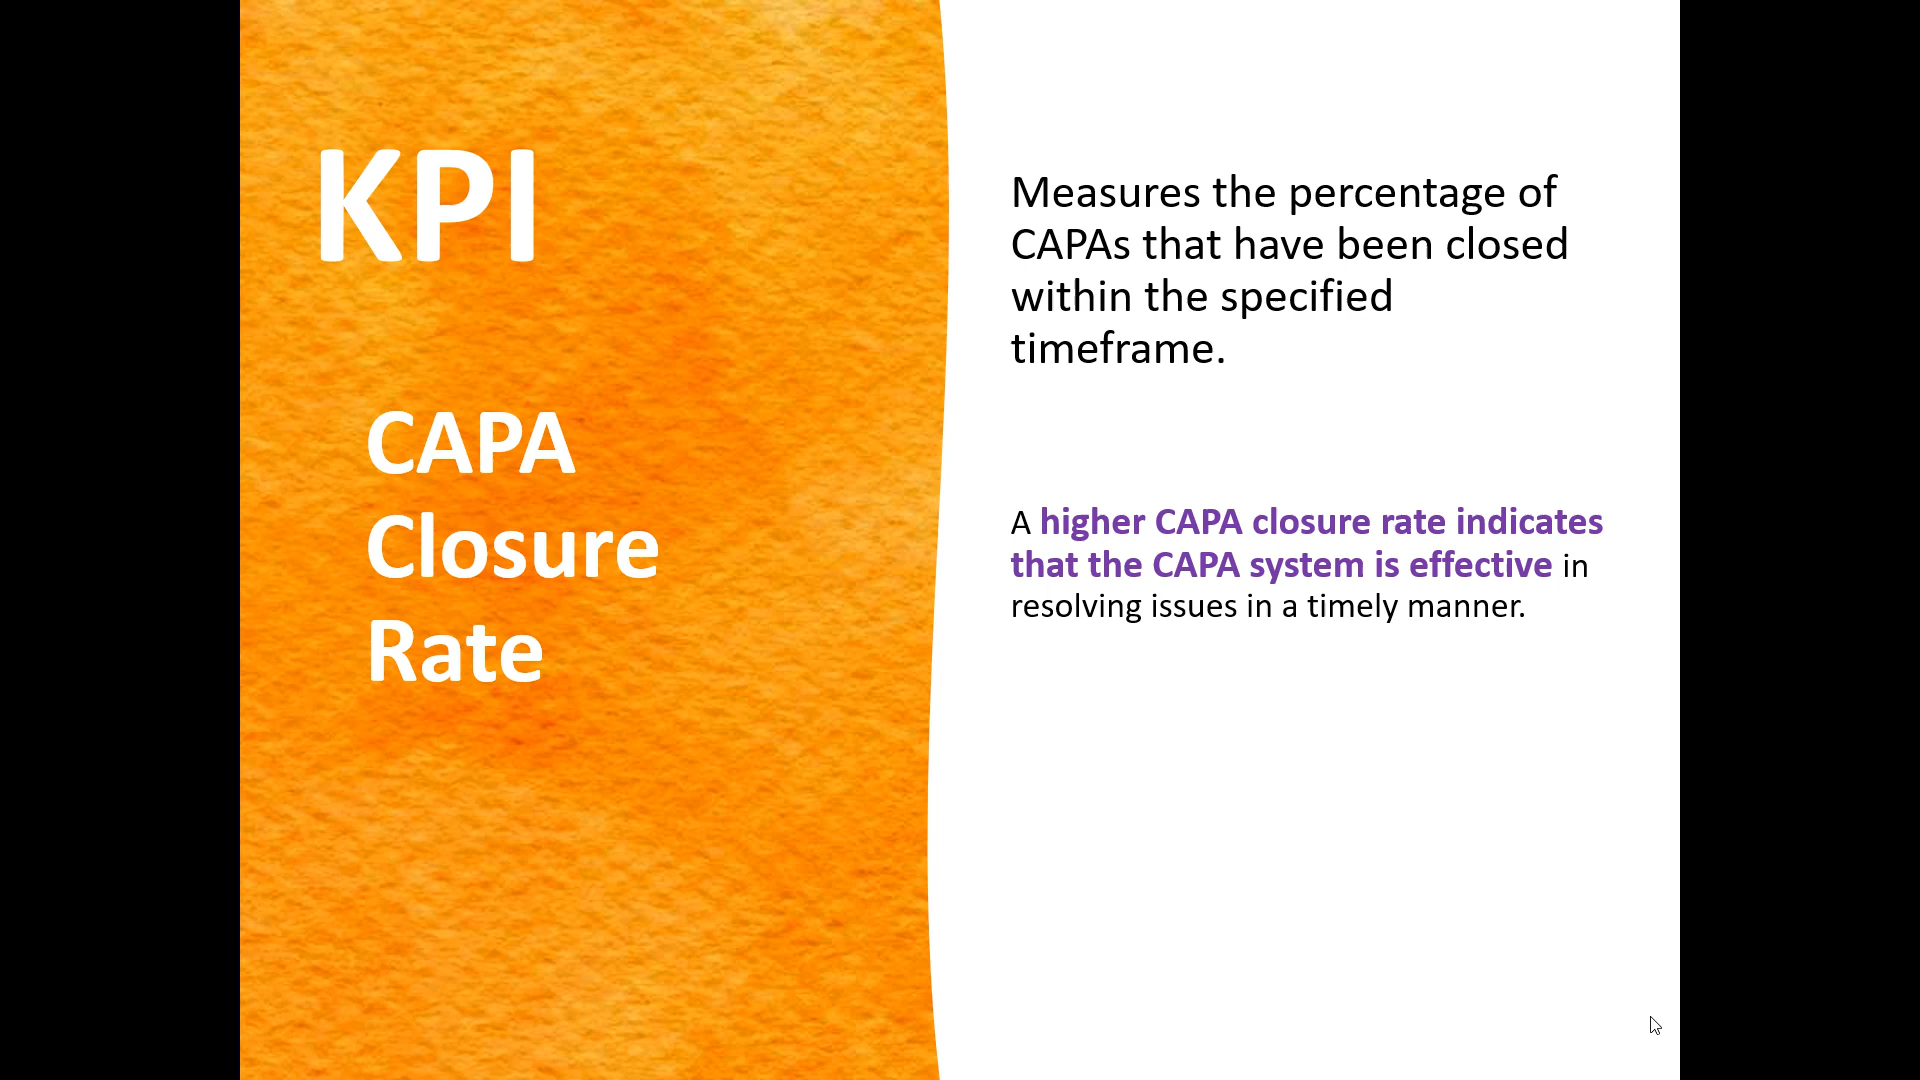 KPI
CAPA
Closure
Rate
Measures the percentage of
CAPAs that have been closed
within the specified
timeframe.
A higher CAPA closure rate indicates
that the CAPA system is effective in
resolving issues in a timely manner.